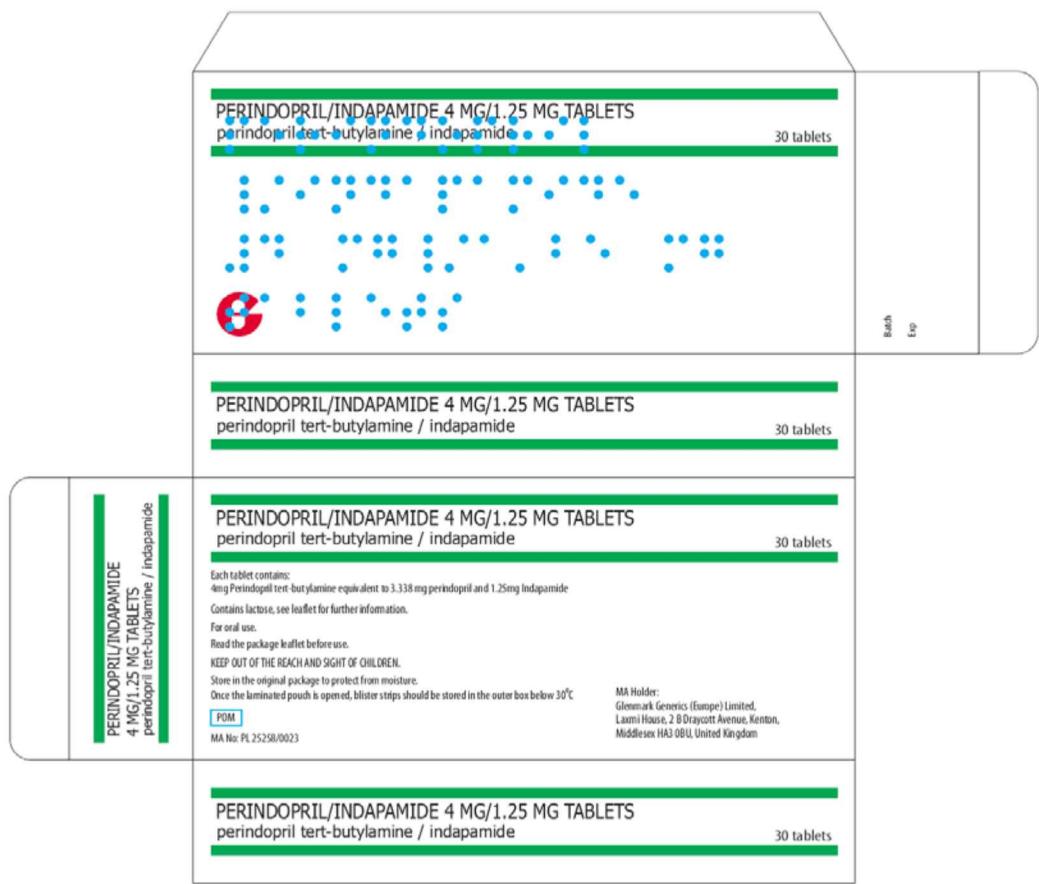 PERINDOPRIL/INDAPAMIDE 4 MG/1.25 MG TABLETS
perindopril tert-butylamine / indapamide
30 tablets
Batch
Exp
PERINDOPRIL/INDAPAMIDE 4 MG/1.25 MG TABLETS
perindopril tert-butylamine / indapamide
30 tablets
PERINDOPRIL/INDAPAMIDE
4 MG/1.25 MG TABLETS
perindopril tert-butylamine / indapamide
PERINDOPRIL/INDAPAMIDE 4 MG/1.25 MG TABLETS
perindopril tert-butylamine / indapamide
30 tablets
Each tablet contains:
4mg Perindopril tert-butylamine equivalent to 3.338 mg perindopril and 1.25mg Indapamide
Contains lactose, see leaflet for further information.
For oral use.
Read the package leaflet before use.
KEEP OUT OF THE REACH AND SIGHT OF CHILDREN.
Store in the original package to protect from moisture.
Once the laminated pouch is opened, blister strips should be stored in the outer box below 30°C
POM
MA No: PL 25258/0023
MA Holder:
Glenmark Generics (Europe) Limited,
Laxmi House, 2 B Draycott Avenue, Kenton,
Middlesex HA3 0BU, United Kingdom
PERINDOPRIL/INDAPAMIDE 4 MG/1.25 MG TABLETS
perindopril tert-butylamine / indapamide
30 tablets